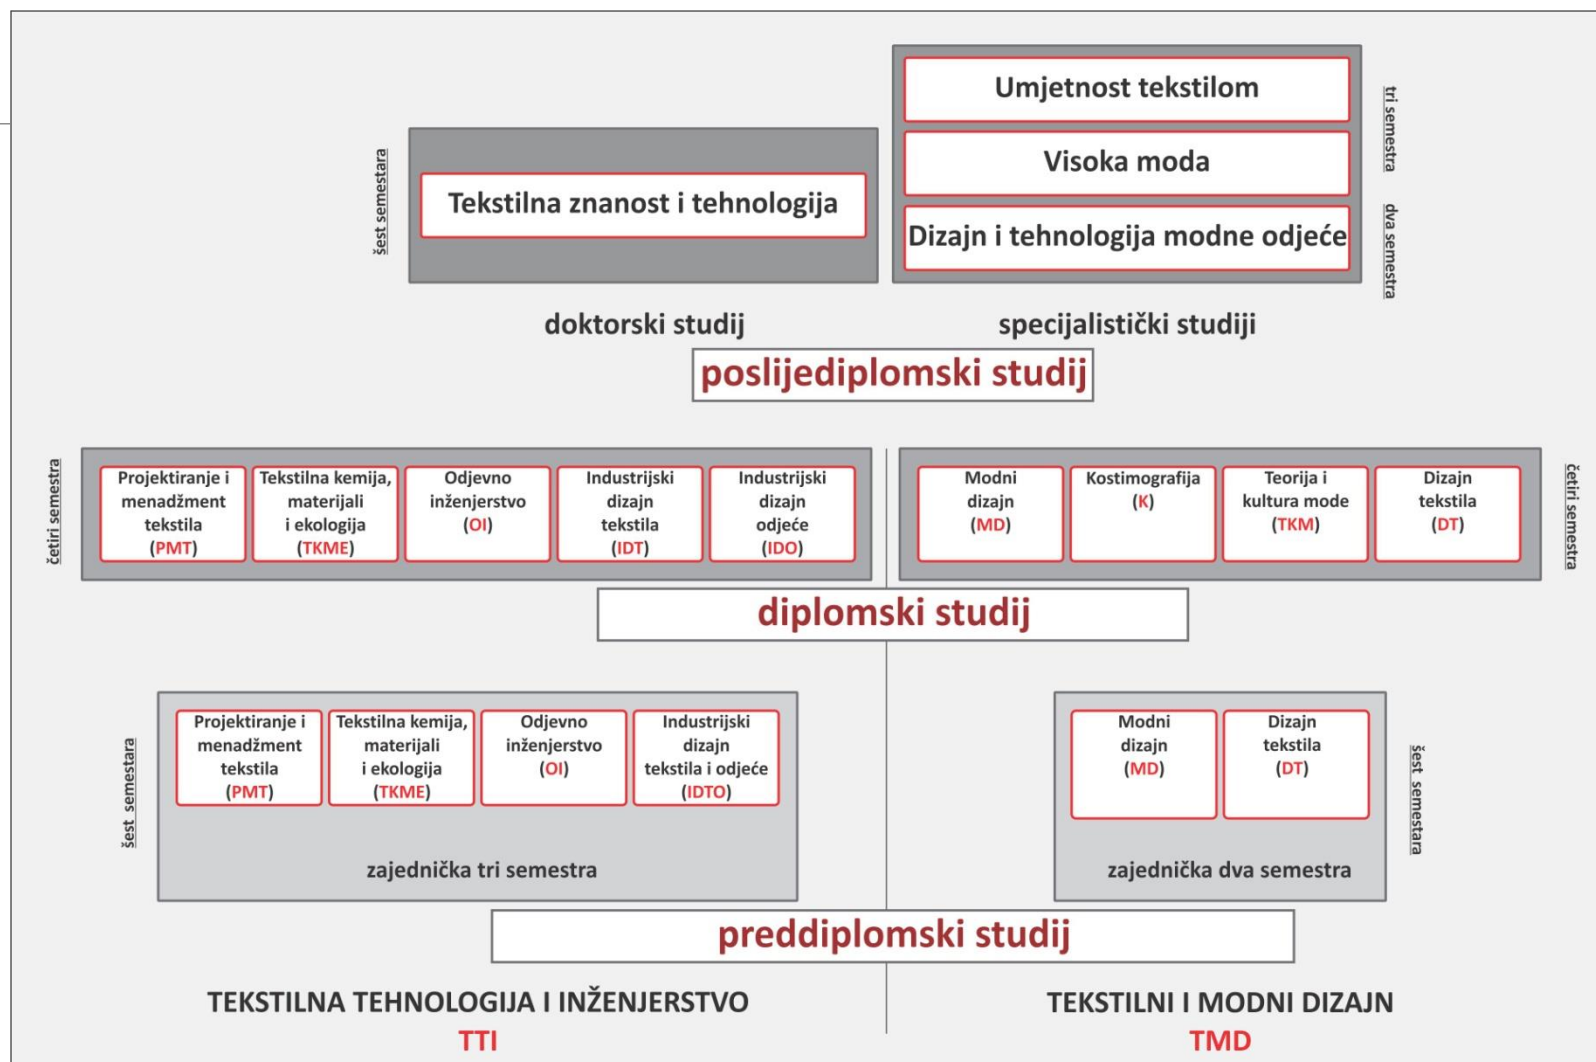 Umjetnost tekstilom
Visoka moda
Dizajn i tehnologija modne odjeće
tri semestra
dva semestra
šest semestara
Tekstilna znanost i tehnologija
doktorski studij
specijalistički studiji
poslijediplomski studij
četiri semestra
Projektiranje i
menadžment
tekstila
(PMT)
Tekstilna kemija,
materijali
i ekologija
(TKME)
Odjevno
inženjerstvo
(OI)
Industrijski
dizajn
tekstila
(IDT)
Industrijski
dizajn
odjeće
(IDO)
Modni
dizajn
(MD)
Kostimografija
(K)
Teorija i
kultura mode
(TKM)
Dizajn
tekstila
(DT)
četiri semestra
diplomski studij
šest semestara
Projektiranje i
menadžment
tekstila
(PMT)
Tekstilna kemija,
materijali
i ekologija
(TKME)
Odjevno
inženjerstvo
(OI)
Industrijski
dizajn
tekstila i odjeće
(IDTO)
zajednička tri semestra
Modni
dizajn
(MD)
Dizajn
tekstila
(DT)
zajednička dva semestra
šest semestara
preddiplomski studij
TEKSTILNA TEHNOLOGIJA I INŽENJERSTVO
TTI
TEKSTILNI I MODNI DIZAJN
TMD